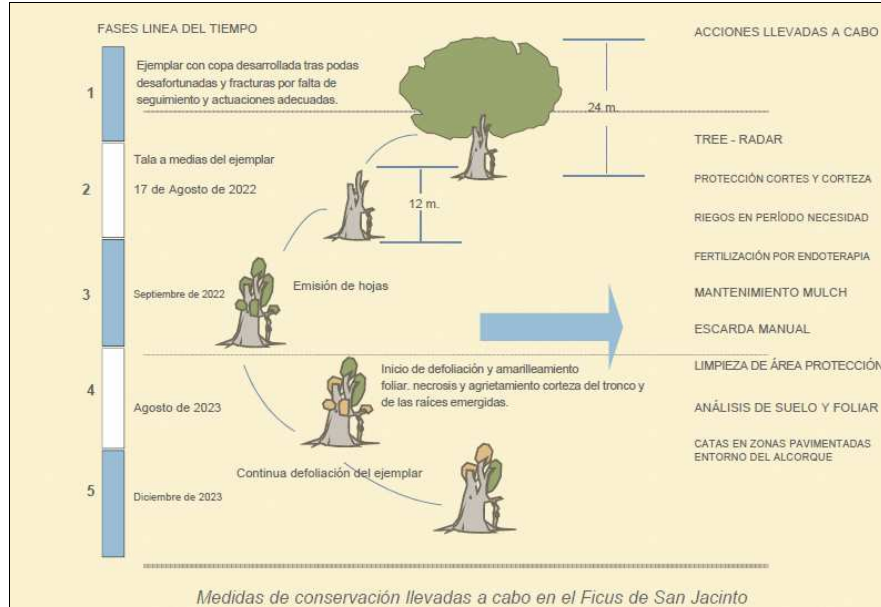 FASES LINEA DEL TIEMPO
ACCIONES LLEVADAS A CABO
1
Ejemplar con copa desarrollada tras podas
desafortunadas y fracturas por falta de
seguimiento y actuaciones adecuadas.
24 m.
2
Tala a medias del ejemplar
17 de Agosto de 2022
12 m.
3
Septiembre de 2022
Emisión de hojas
4
Agosto de 2023
Inicio de defoliación y amarilleamiento
foliar. necrosis y agrietamiento corteza del tronco y
de las raíces emergidas.
5
Diciembre de 2023
Continua defoliación del ejemplar
TREE - RADAR
PROTECCIÓN CORTES Y CORTEZA
RIEGOS EN PERÍODO NECESIDAD
FERTILIZACIÓN POR ENDOTERAPIA
MANTENIMIENTO MULCH
ESCARDA MANUAL
LIMPIEZA DE ÁREA PROTECCIÓN
ANÁLISIS DE SUELO Y FOLIAR
CATAS EN ZONAS PAVIMENTADAS
ENTORNO DEL ALCORQUE
Medidas de conservación llevadas a cabo en el Ficus de San Jacinto